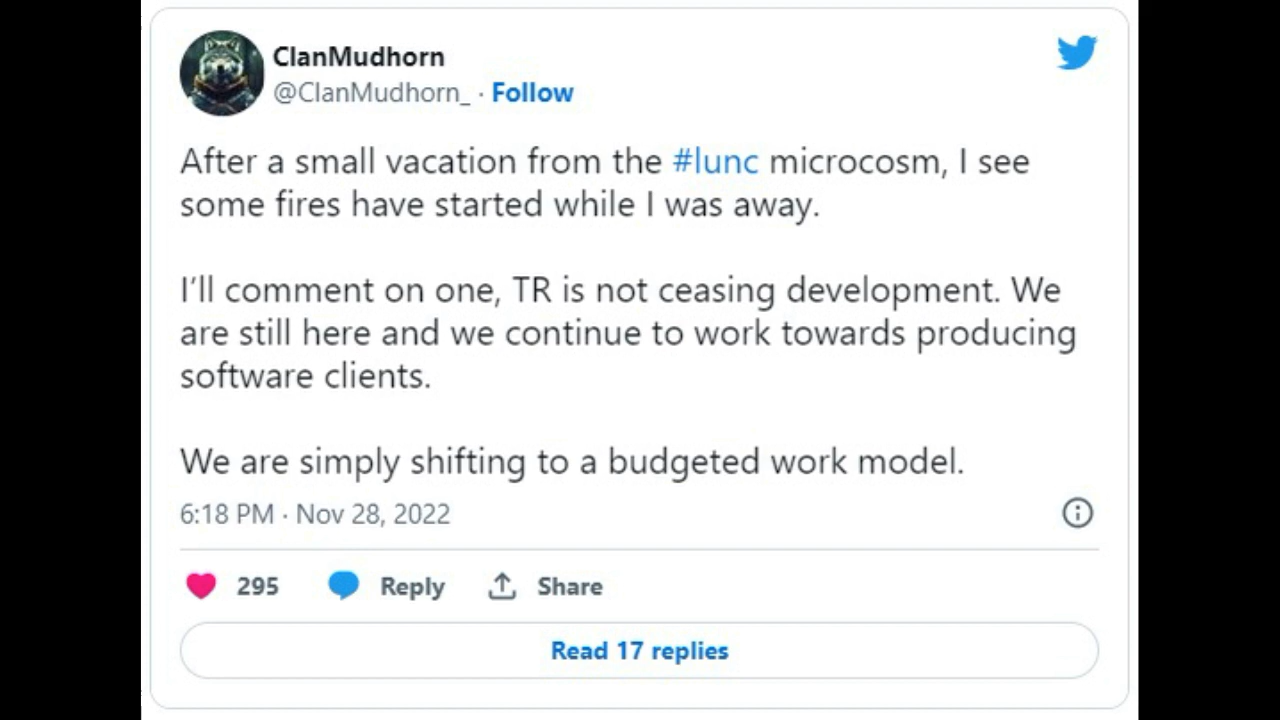 ClanMudhorn
@ClanMudhorn_ · Follow
After a small vacation from the #lunc microcosm, I see
some fires have started while I was away.
I’ll comment on one, TR is not ceasing development. We
are still here and we continue to work towards producing
software clients.
We are simply shifting to a budgeted work model.
6:18 PM · Nov 28, 2022
295 Reply Share
Read 17 replies